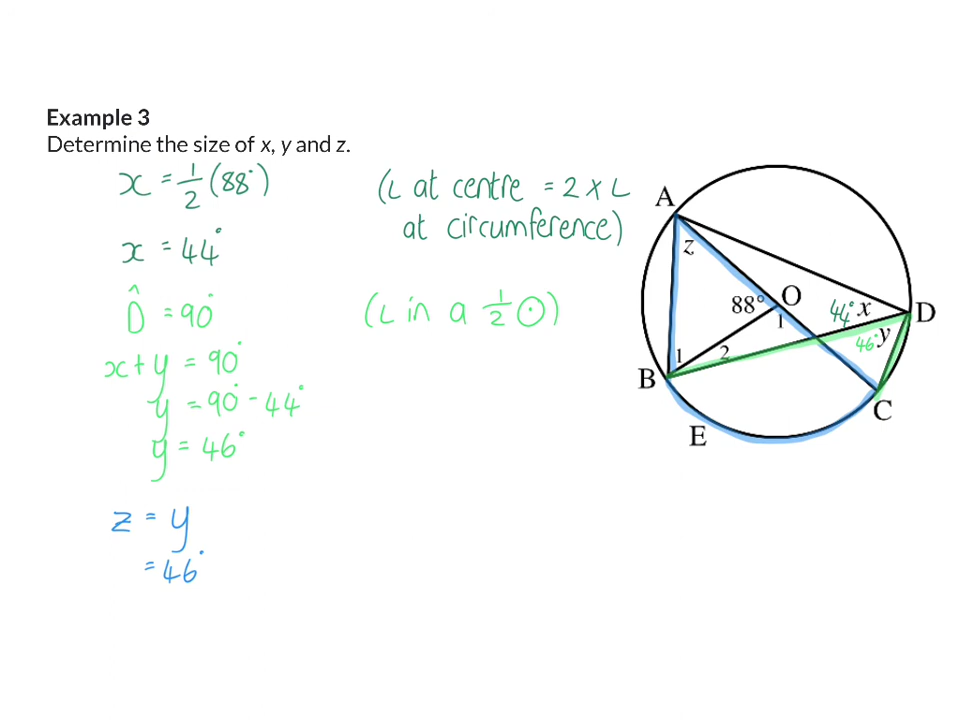 Example 3
Determine the size of x, y and z.
x = 1/2 (88°)
(∠ at centre = 2 × ∠
at circumference)
x = 44°
D̂ = 90°
(∠ in a 1/2 ⊙)
x + y = 90°
y = 90° - 44°
y = 46°
z = y
= 46°
A
z
88°
O
1
44° x
D
46° y
1
2
B
C
E